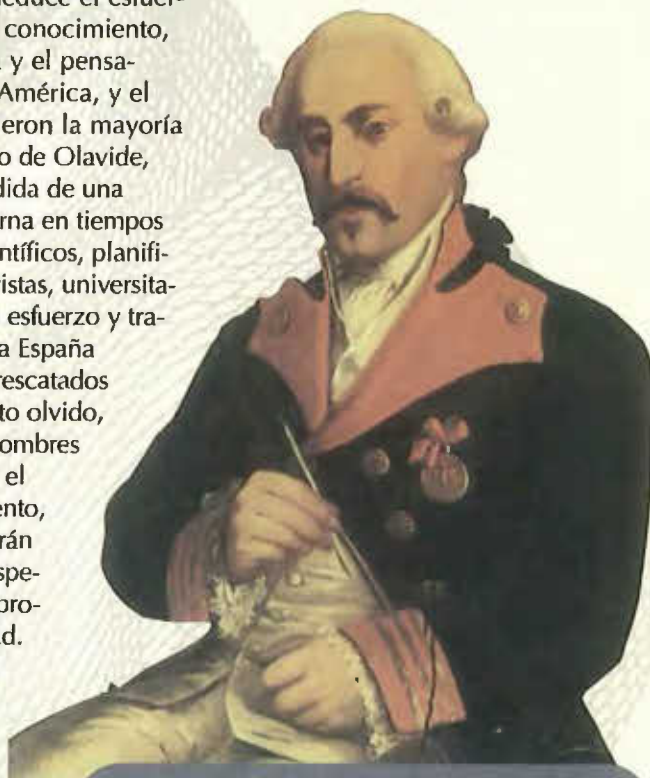 conocimiento,
y el pensa-
América, y el
eron la mayoría
o de Olavide,
dida de una
rna en tiempos
ntíficos, planifi-
istas, universita-
esfuerzo y tra-
a España
rescatados
to olvido,
ombres
el
ento,
rán
spe-
pro-
d.